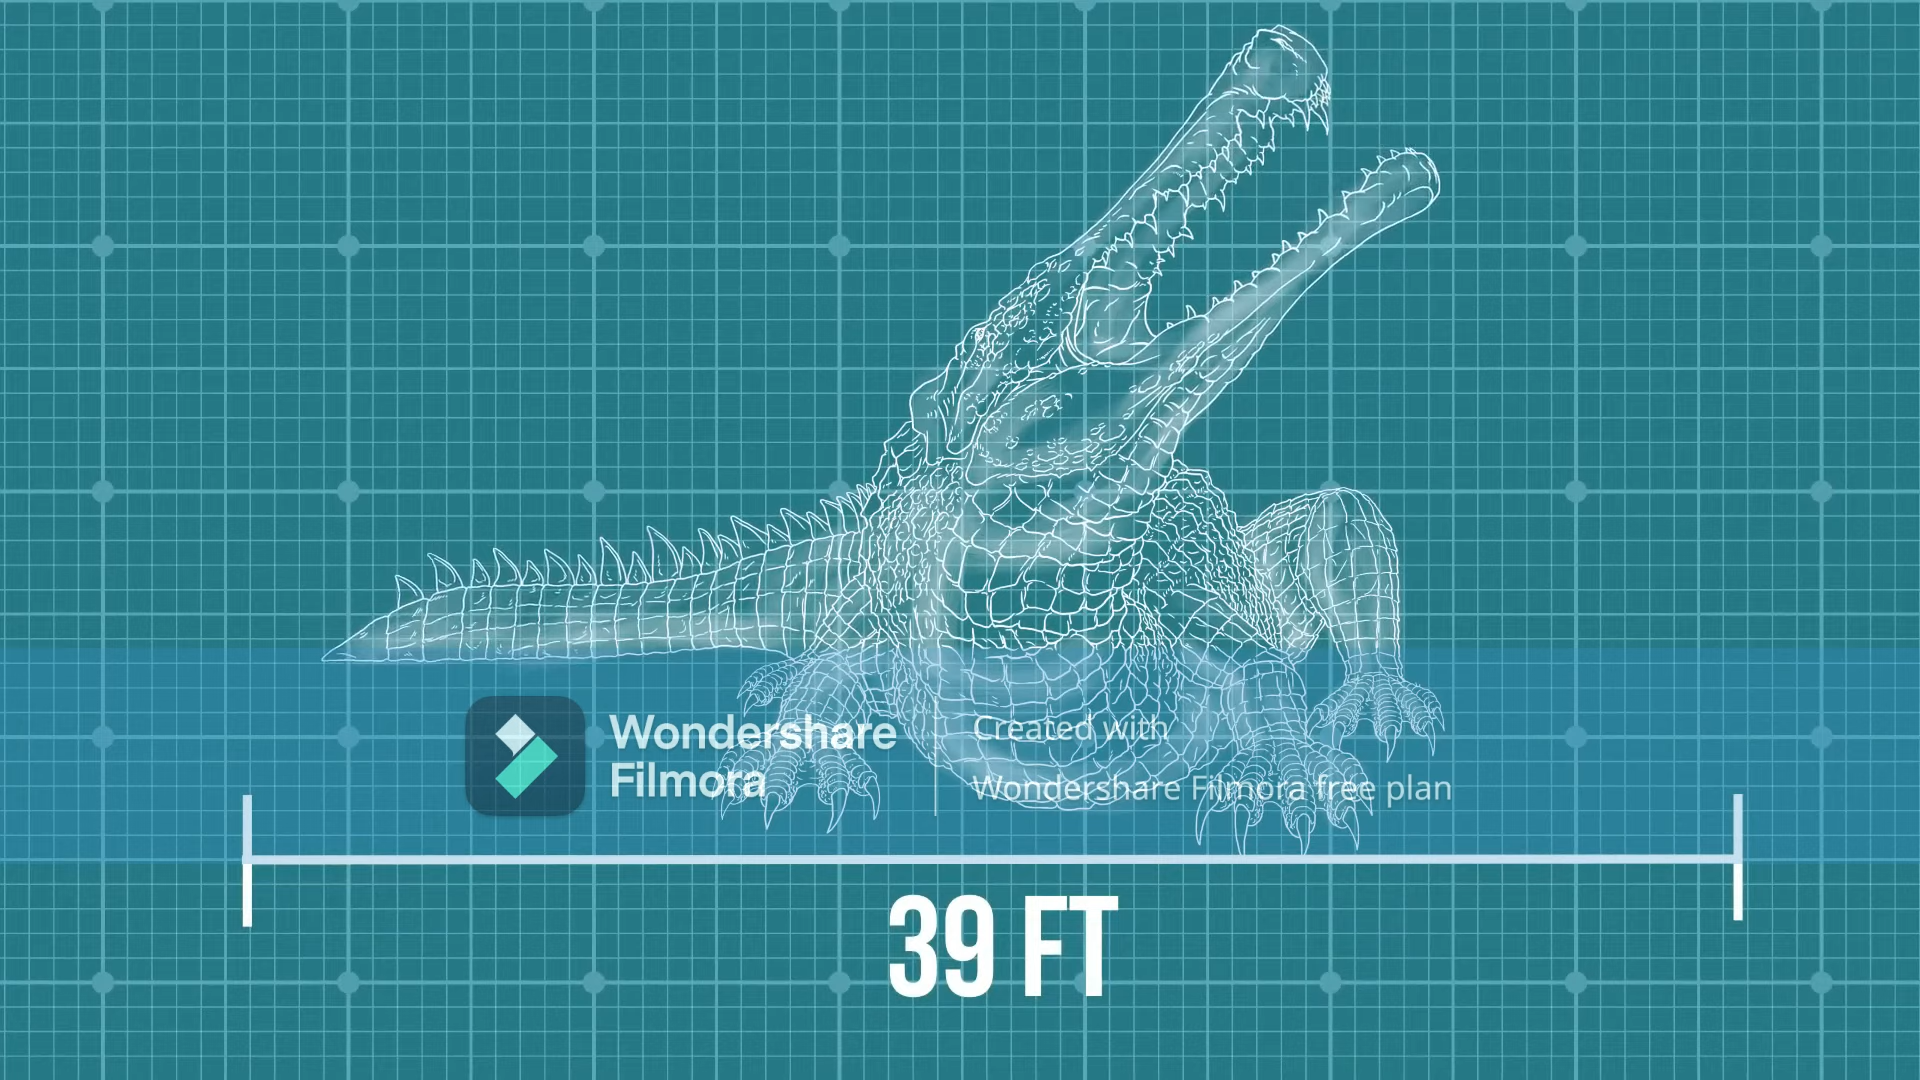 Wondershare
Filmora
Created with
Wondershare Filmora free plan
39 FT